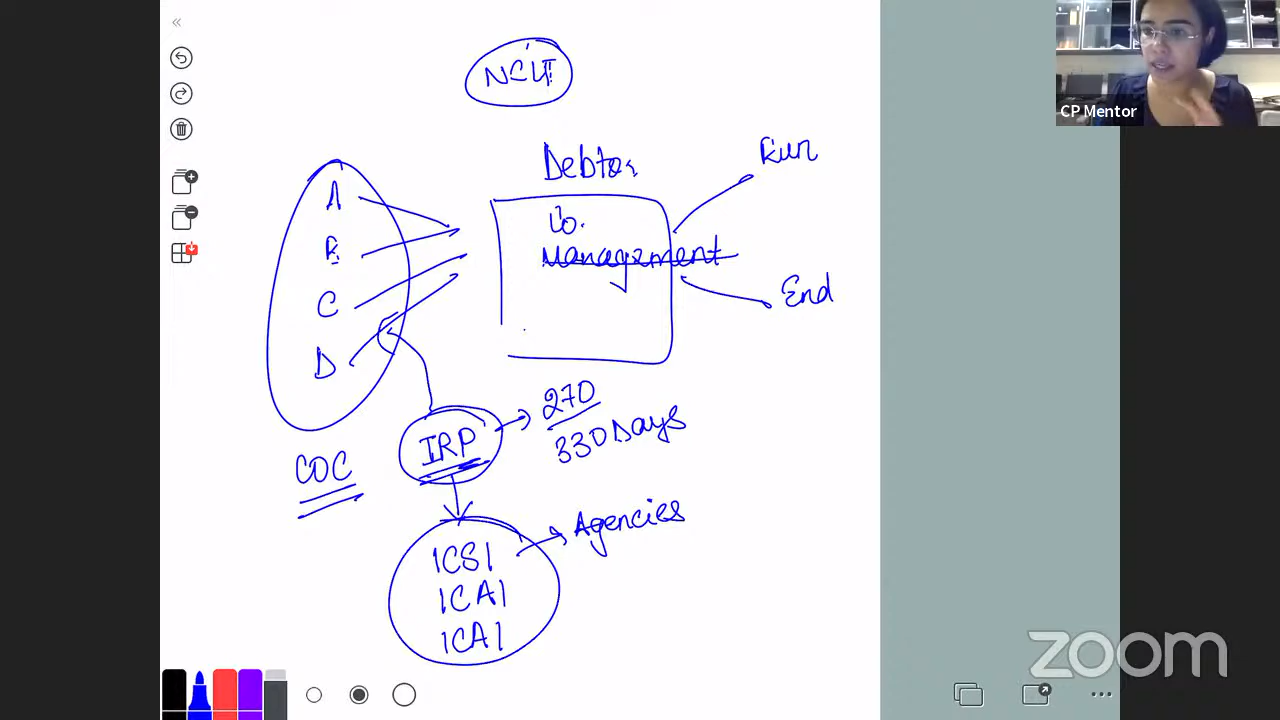 NCLT
CP Mentor
Debtor
Run
A
B
C
D
Co.
Management
End
270
330 Days
IRP
COC
Agencies
ICSI
ICAI
ICAI
zoom